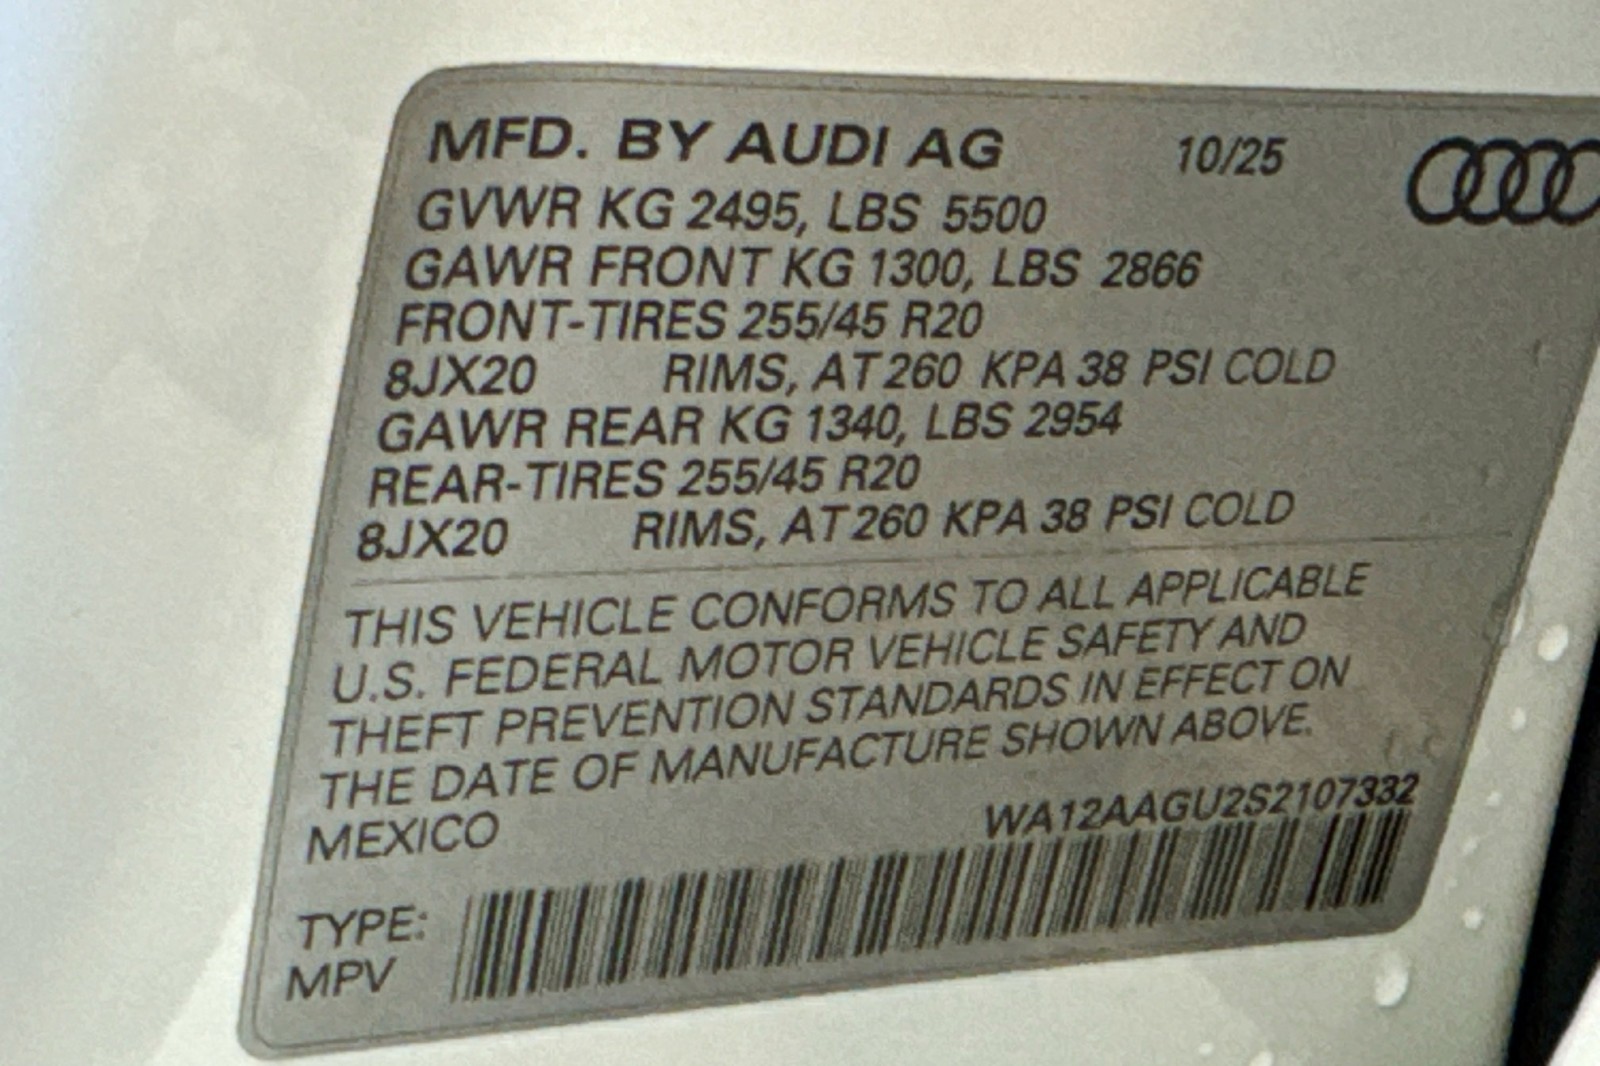 MFD. BY AUDI AG 10/25
GVWR KG 2495, LBS 5500
GAWR FRONT KG 1300, LBS 2866
FRONT-TIRES 255/45 R20
8JX20 RIMS, AT 260 KPA 38 PSI COLD
GAWR REAR KG 1340, LBS 2954
REAR-TIRES 255/45 R20
8JX20 RIMS, AT 260 KPA 38 PSI COLD
THIS VEHICLE CONFORMS TO ALL APPLICABLE
U.S. FEDERAL MOTOR VEHICLE SAFETY AND
THEFT PREVENTION STANDARDS IN EFFECT ON
THE DATE OF MANUFACTURE SHOWN ABOVE.
MEXICO WA12AAGU2S2107332
TYPE:
MPV